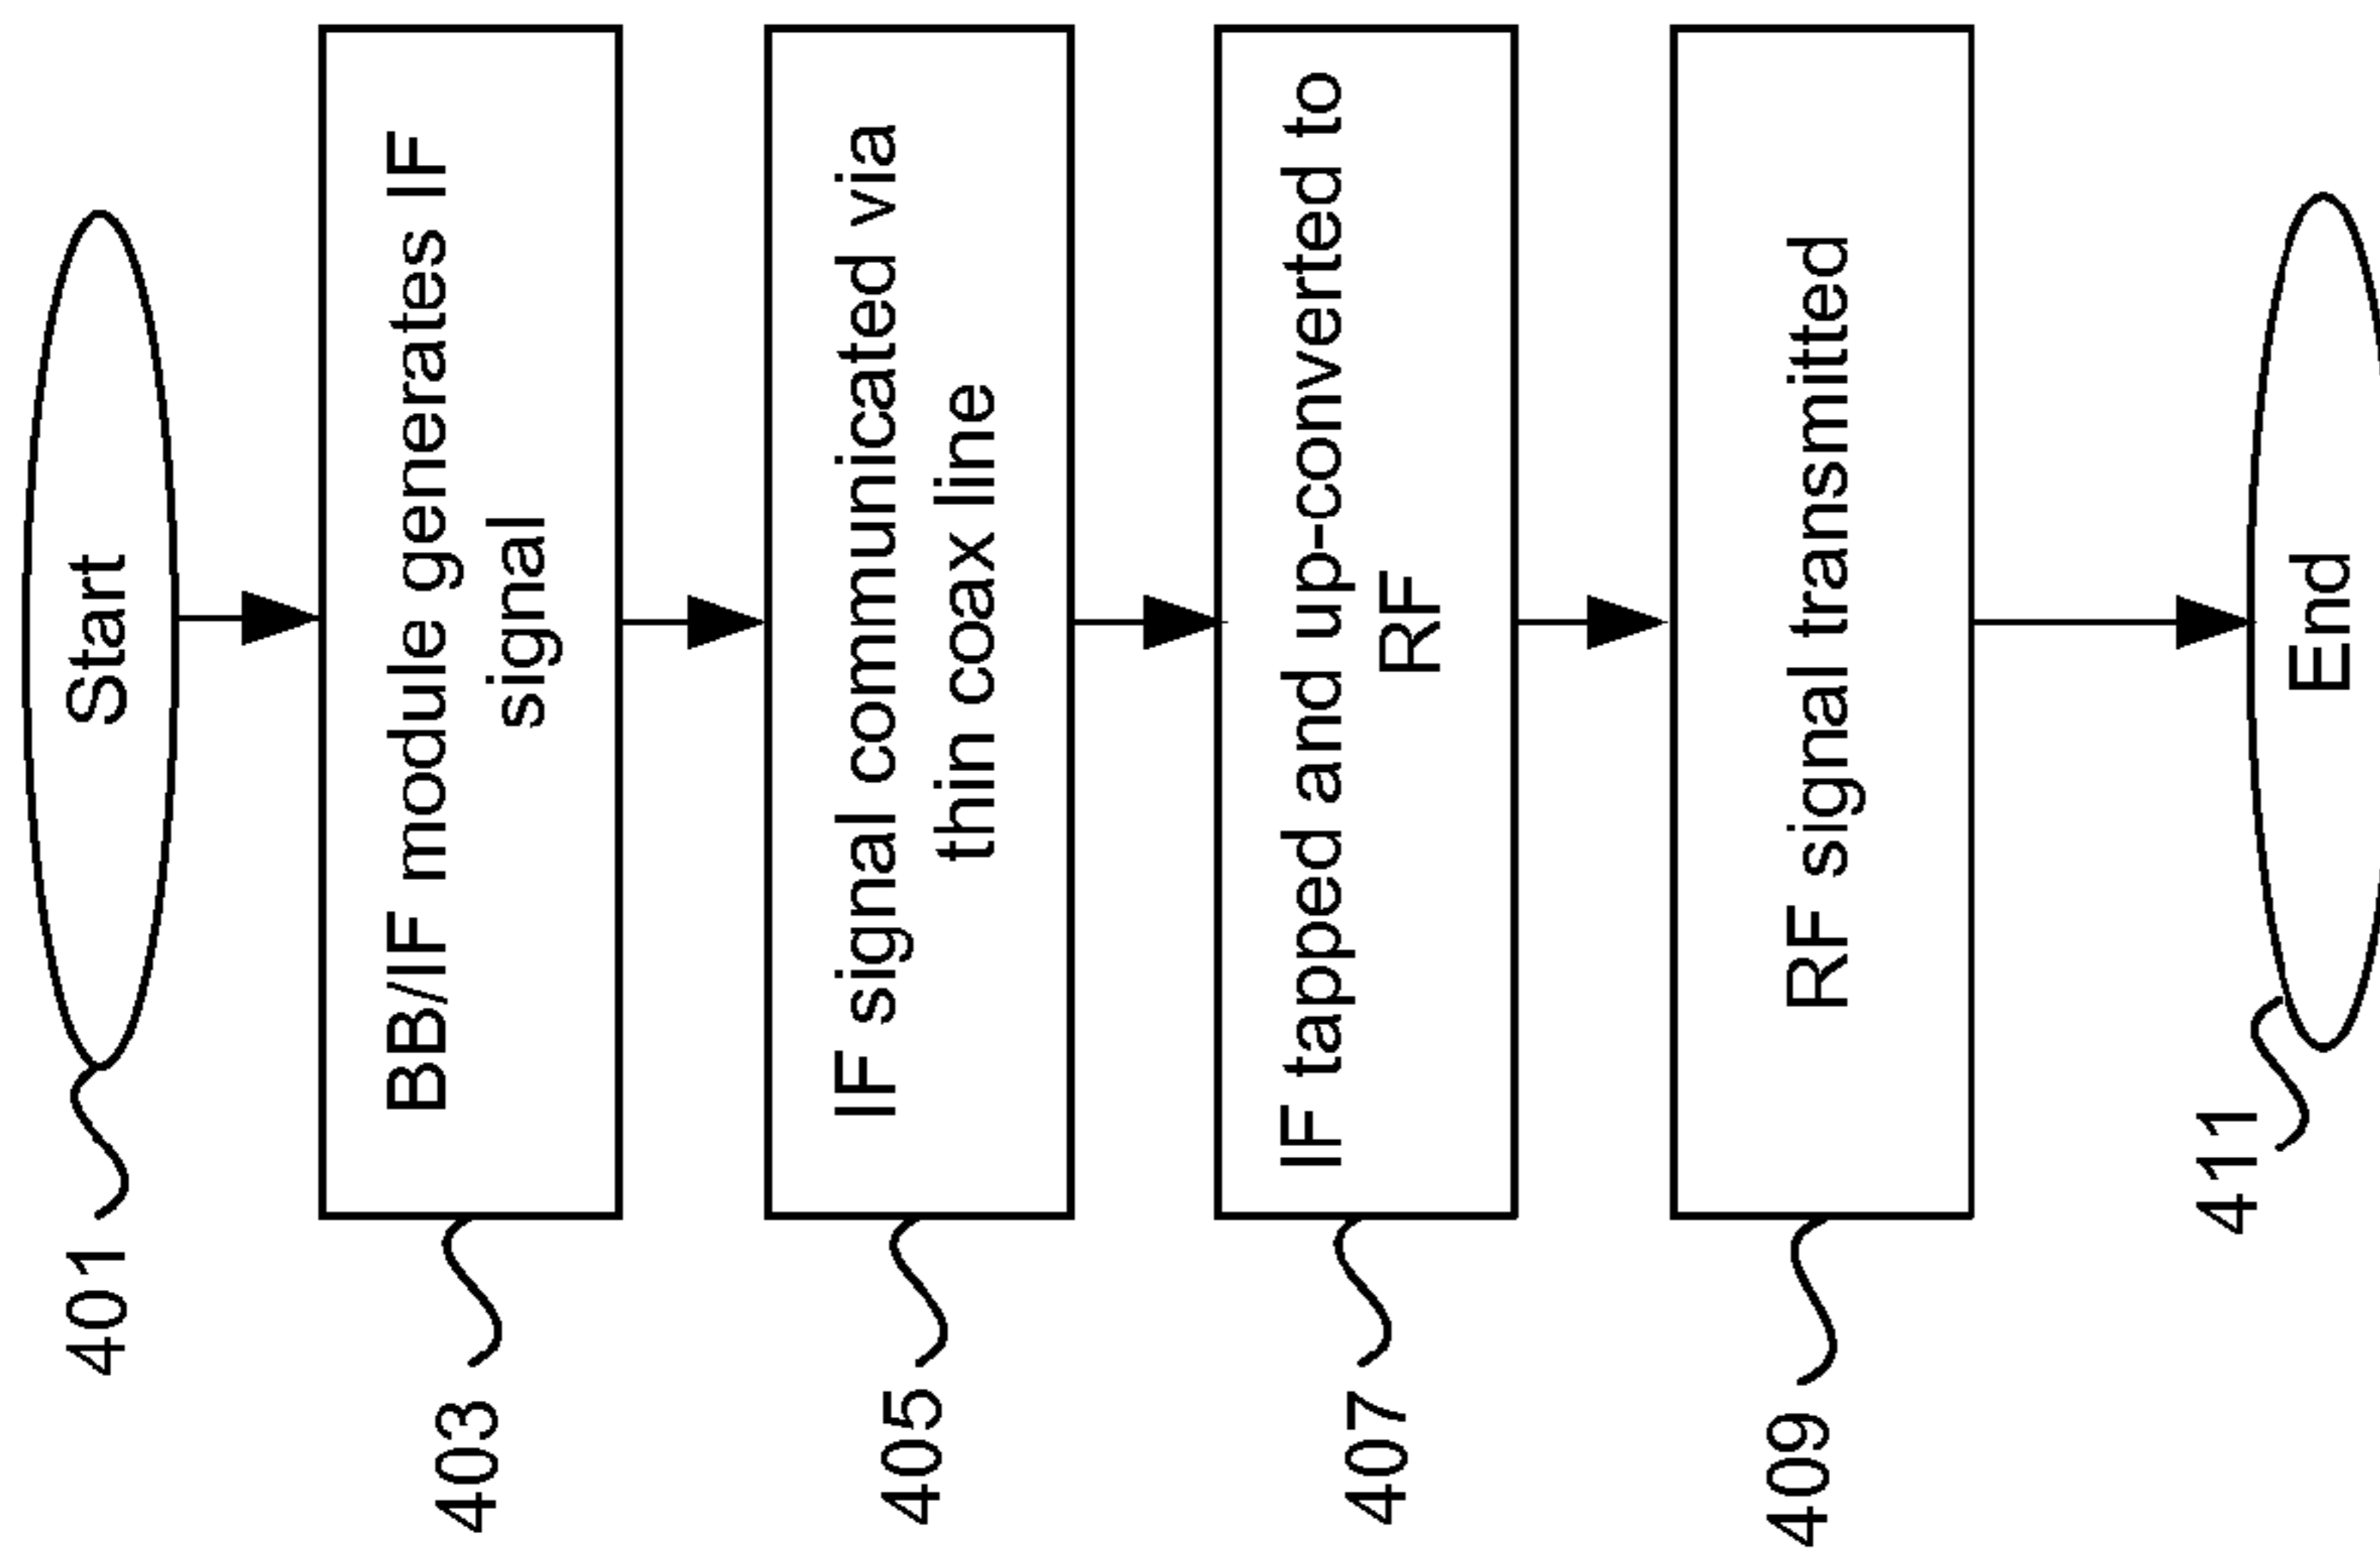 401
Start
403
BB/IF module generates IF
signal
405
IF signal communicated via
thin coax line
407
IF tapped and up-converted to
RF
409
RF signal transmitted
411
End